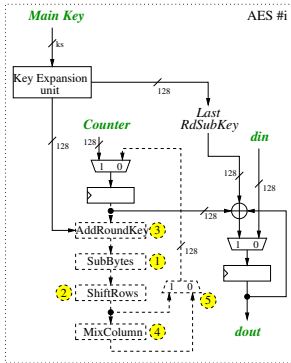 Main Key
AES #i
ks
Key Expansion
unit
128
128
Last
RdSubKey
Counter
din
128
1 0
128
128
128
AddRoundKey 3
128
1 0
SubBytes 1
2 ShiftRows
1 0
5
MixColumn 4
dout